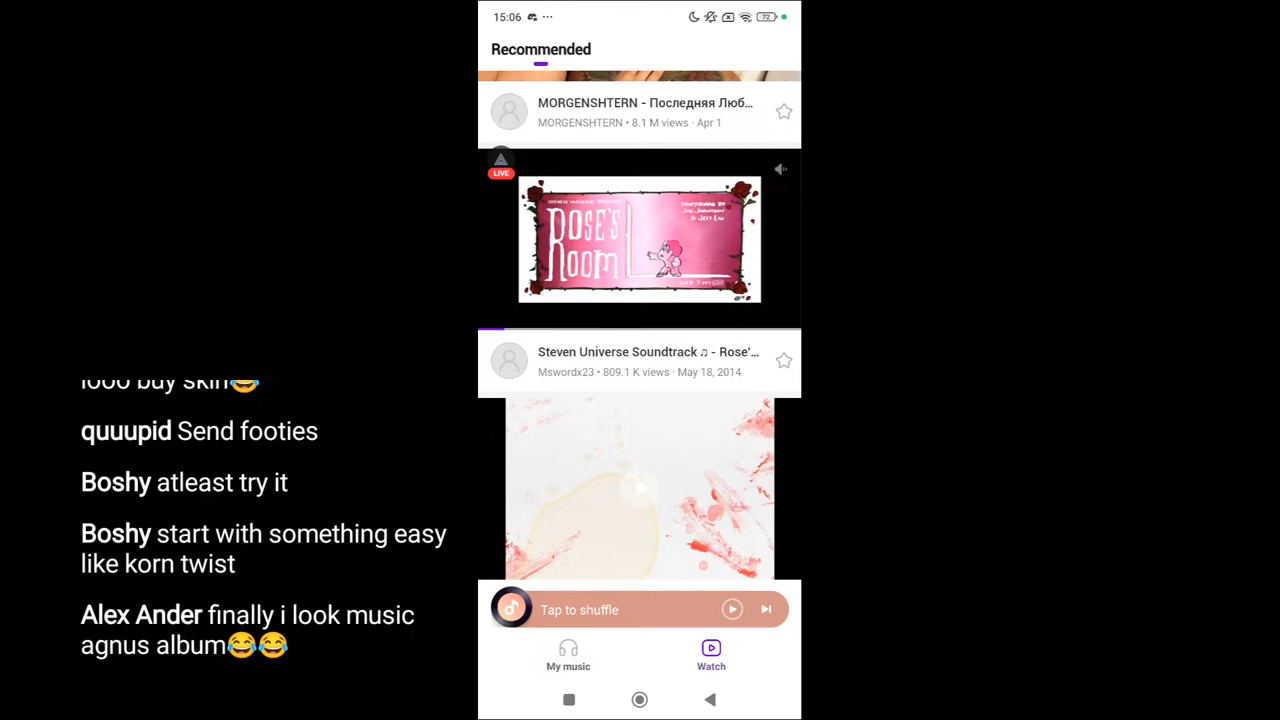 15:06
72
Recommended
MORGENSHTERN - Последняя Люб...
MORGENSHTERN • 8.1 M views · Apr 1
LIVE
ROSE'S
ROOM
Steven Universe Soundtrack ♫ - Rose'...
Mswordx23 • 809.1 K views · May 18, 2014
Tap to shuffle
My music
Watch
looo buy skin😂
quuupid Send footies
Boshy atleast try it
Boshy start with something easy
like korn twist
Alex Ander finally i look music
agnus album😂😂